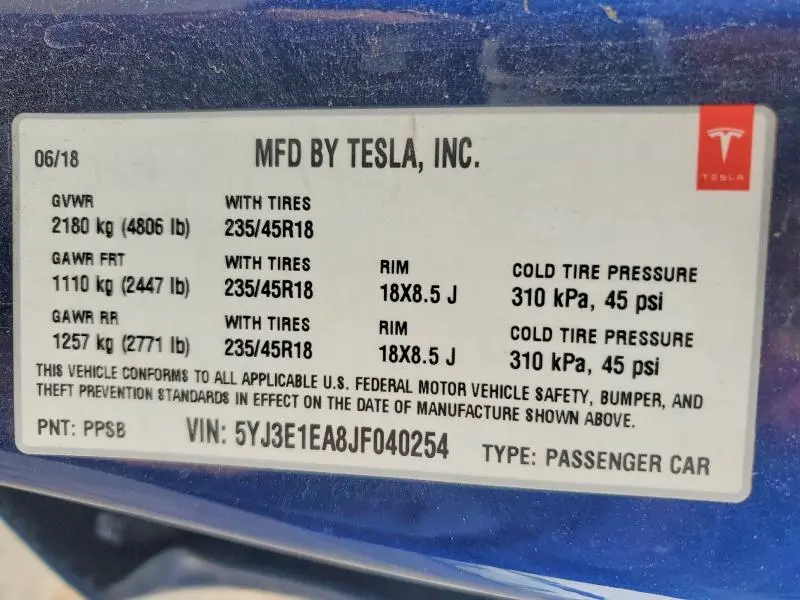 06/18 MFD BY TESLA, INC.
TESLA
GVWR WITH TIRES
2180 kg (4806 lb) 235/45R18
GAWR FRT WITH TIRES RIM COLD TIRE PRESSURE
1110 kg (2447 lb) 235/45R18 18X8.5 J 310 kPa, 45 psi
GAWR RR WITH TIRES RIM COLD TIRE PRESSURE
1257 kg (2771 lb) 235/45R18 18X8.5 J 310 kPa, 45 psi
THIS VEHICLE CONFORMS TO ALL APPLICABLE U.S. FEDERAL MOTOR VEHICLE SAFETY, BUMPER, AND
THEFT PREVENTION STANDARDS IN EFFECT ON THE DATE OF MANUFACTURE SHOWN ABOVE.
PNT: PPSB VIN: 5YJ3E1EA8JF040254 TYPE: PASSENGER CAR